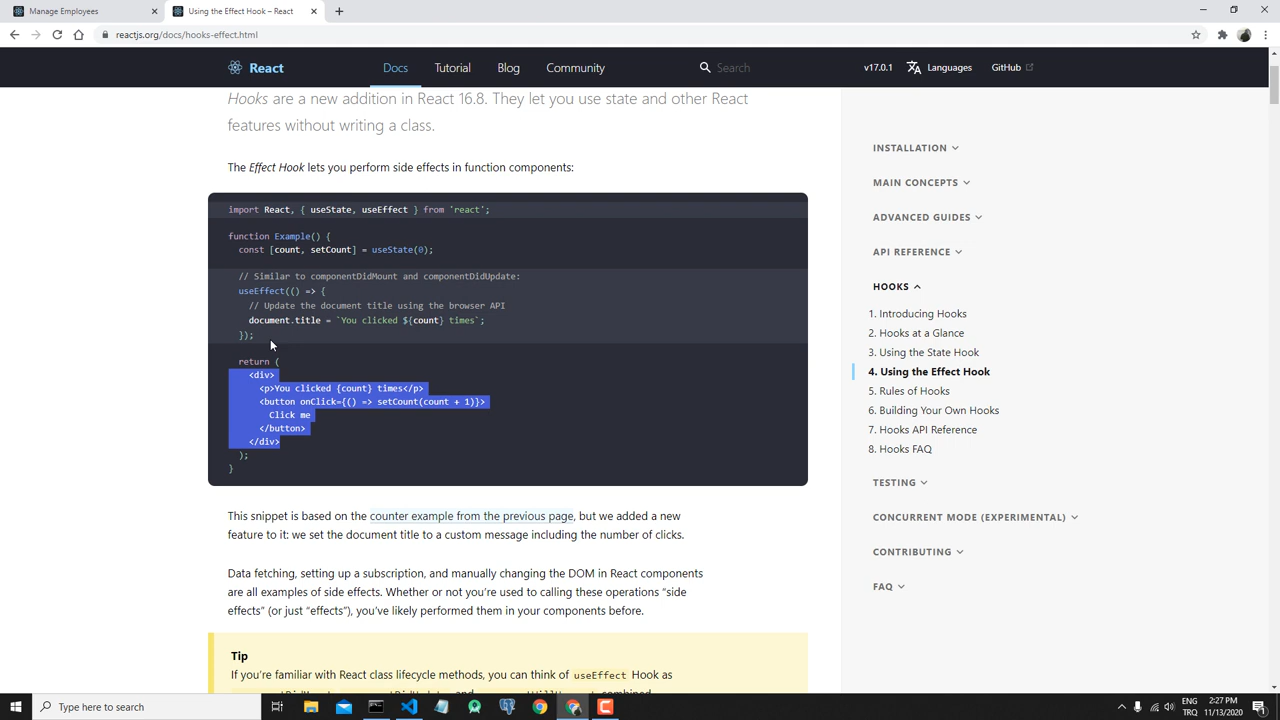 Manage Employees
Using the Effect Hook – React
reactjs.org/docs/hooks-effect.html
React
Docs
Tutorial
Blog
Community
Search
v17.0.1
Languages
GitHub
Hooks are a new addition in React 16.8. They let you use state and other React
features without writing a class.
The Effect Hook lets you perform side effects in function components:
import React, { useState, useEffect } from 'react';
function Example() {
const [count, setCount] = useState(0);
// Similar to componentDidMount and componentDidUpdate:
useEffect(() => {
// Update the document title using the browser API
document.title = `You clicked ${count} times`;
});
return (
<div>
<p>You clicked {count} times</p>
<button onClick={() => setCount(count + 1)}>
Click me
</button>
</div>
);
}
This snippet is based on the counter example from the previous page, but we added a new
feature to it: we set the document title to a custom message including the number of clicks.
Data fetching, setting up a subscription, and manually changing the DOM in React components
are all examples of side effects. Whether or not you’re used to calling these operations “side
effects” (or just “effects”), you’ve likely performed them in your components before.
Tip
If you’re familiar with React class lifecycle methods, you can think of useEffect Hook as
INSTALLATION
MAIN CONCEPTS
ADVANCED GUIDES
API REFERENCE
HOOKS
1. Introducing Hooks
2. Hooks at a Glance
3. Using the State Hook
4. Using the Effect Hook
5. Rules of Hooks
6. Building Your Own Hooks
7. Hooks API Reference
8. Hooks FAQ
TESTING
CONCURRENT MODE (EXPERIMENTAL)
CONTRIBUTING
FAQ
Type here to search
ENG
TRQ
2:27 PM
11/13/2020